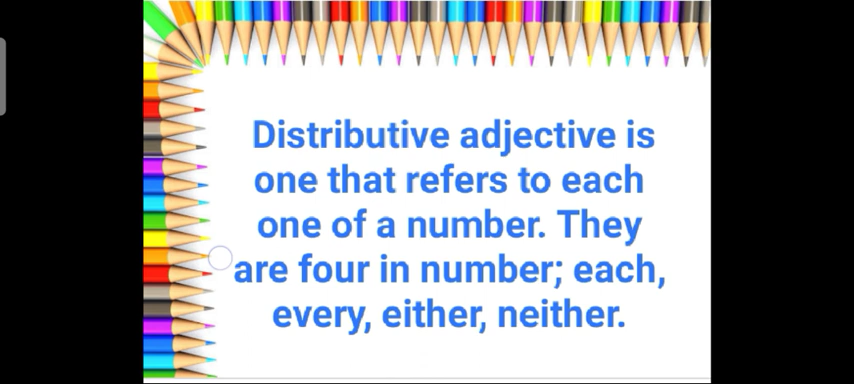 Distributive adjective is
one that refers to each
one of a number. They
are four in number; each,
every, either, neither.